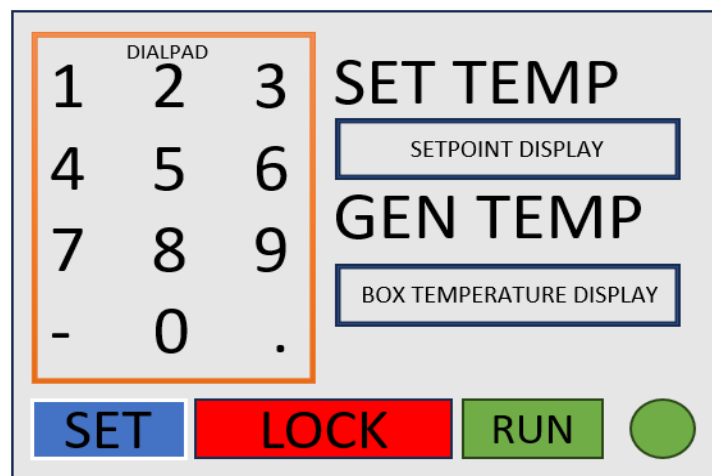 DIALPAD
1 2 3
4 5 6
7 8 9
- 0 .
SET TEMP
SETPOINT DISPLAY
GEN TEMP
BOX TEMPERATURE DISPLAY
SET LOCK RUN